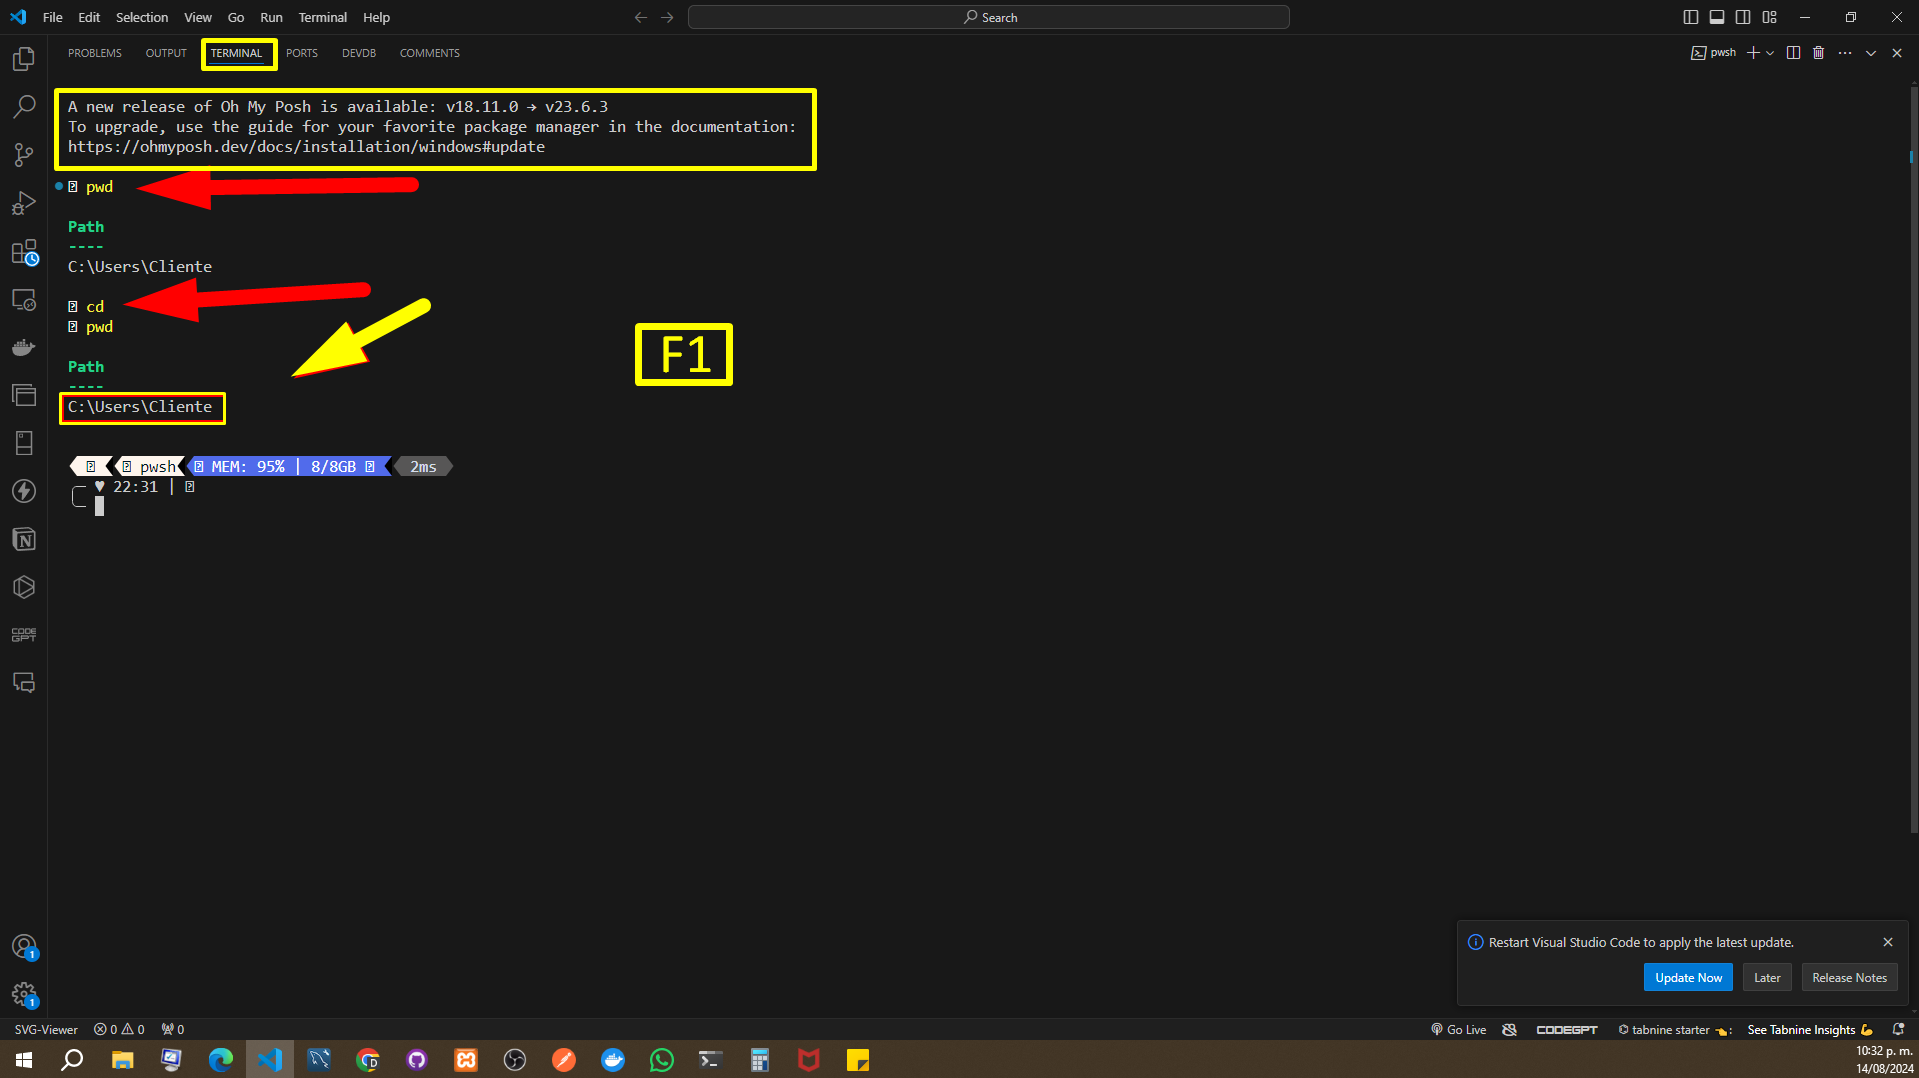 File Edit Selection View Go Run Terminal Help
Search
PROBLEMS OUTPUT TERMINAL PORTS DEVDB COMMENTS
pwsh
A new release of Oh My Posh is available: v18.11.0 → v23.6.3
To upgrade, use the guide for your favorite package manager in the documentation:
https://ohmyposh.dev/docs/installation/windows#update
pwd
Path
----
C:\Users\Cliente
cd
pwd
F1
Path
----
C:\Users\Cliente
pwsh MEM: 95% | 8/8GB 2ms
♥ 22:31 |
CODE
GPT
Restart Visual Studio Code to apply the latest update.
Update Now Later Release Notes
1
1
SVG-Viewer 0 0 0 Go Live CODEGPT tabnine starter : See Tabnine Insights
10:32 p. m.
14/08/2024